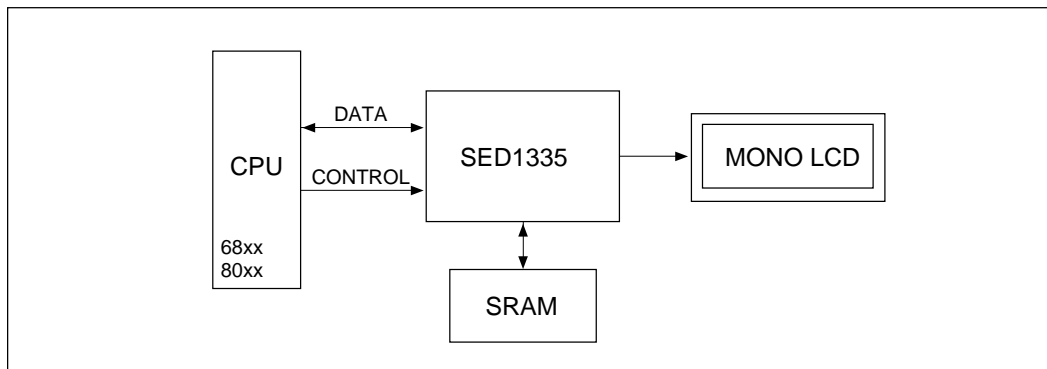 CPU
68xx
80xx
DATA
CONTROL
SED1335
SRAM
MONO LCD